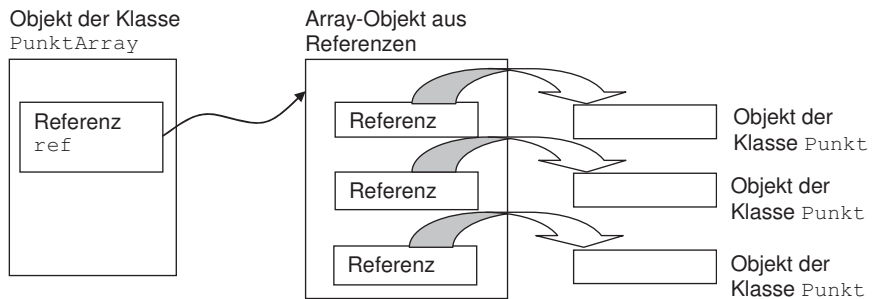 Objekt der Klasse
PunktArray
Array-Objekt aus
Referenzen
Referenz
ref
Referenz
Referenz
Referenz
Objekt der
Klasse Punkt
Objekt der
Klasse Punkt
Objekt der
Klasse Punkt